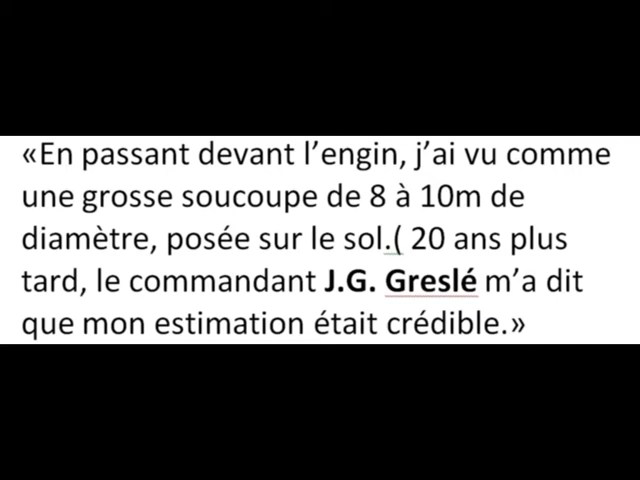 «En passant devant l’engin, j’ai vu comme
une grosse soucoupe de 8 à 10m de
diamètre, posée sur le sol.( 20 ans plus
tard, le commandant J.G. Greslé m’a dit
que mon estimation était crédible.»